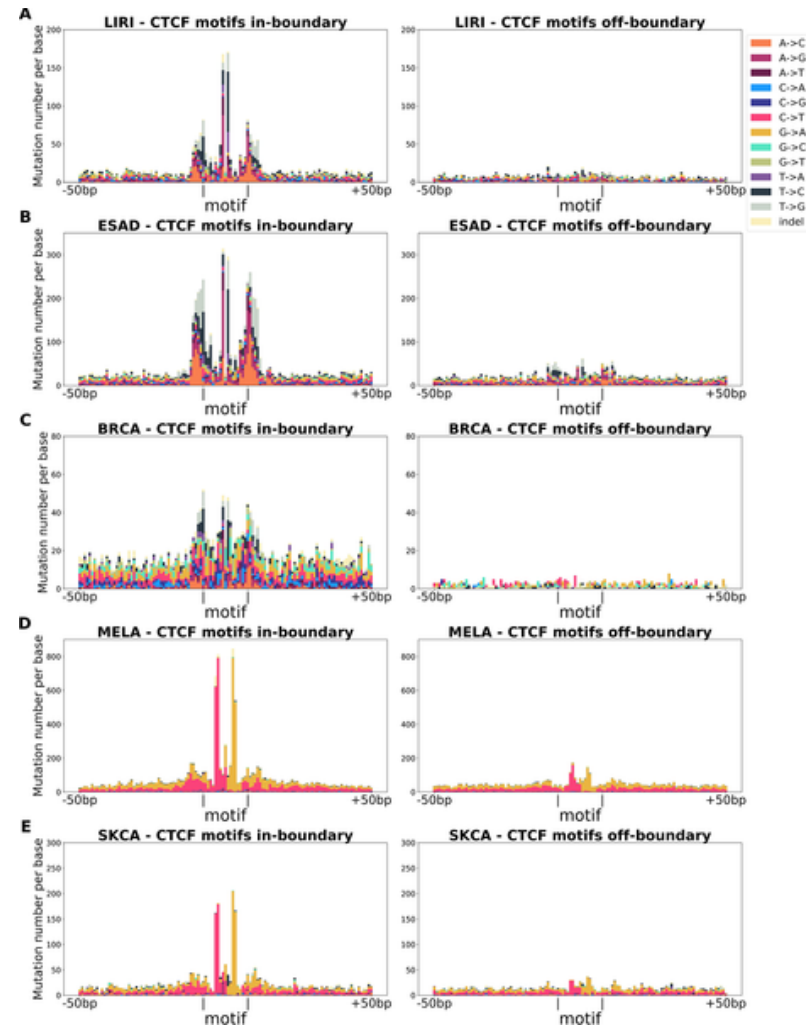 A
LIRI - CTCF motifs in-boundary
LIRI - CTCF motifs off-boundary
Mutation number per base
200
150
100
50
0
-50bp
motif
+50bp
200
150
100
50
0
-50bp
motif
+50bp
A->C
A->G
A->T
C->A
C->G
C->T
G->A
G->C
G->T
T->A
T->C
T->G
indel
B
ESAD - CTCF motifs in-boundary
ESAD - CTCF motifs off-boundary
Mutation number per base
300
200
100
0
-50bp
motif
+50bp
300
200
100
0
-50bp
motif
+50bp
C
BRCA - CTCF motifs in-boundary
BRCA - CTCF motifs off-boundary
Mutation number per base
80
60
40
20
0
-50bp
motif
+50bp
80
60
40
20
0
-50bp
motif
+50bp
D
MELA - CTCF motifs in-boundary
MELA - CTCF motifs off-boundary
Mutation number per base
800
600
400
200
0
-50bp
motif
+50bp
800
600
400
200
0
-50bp
motif
+50bp
E
SKCA - CTCF motifs in-boundary
SKCA - CTCF motifs off-boundary
Mutation number per base
300
250
200
150
100
50
0
-50bp
motif
+50bp
300
250
200
150
100
50
0
-50bp
motif
+50bp